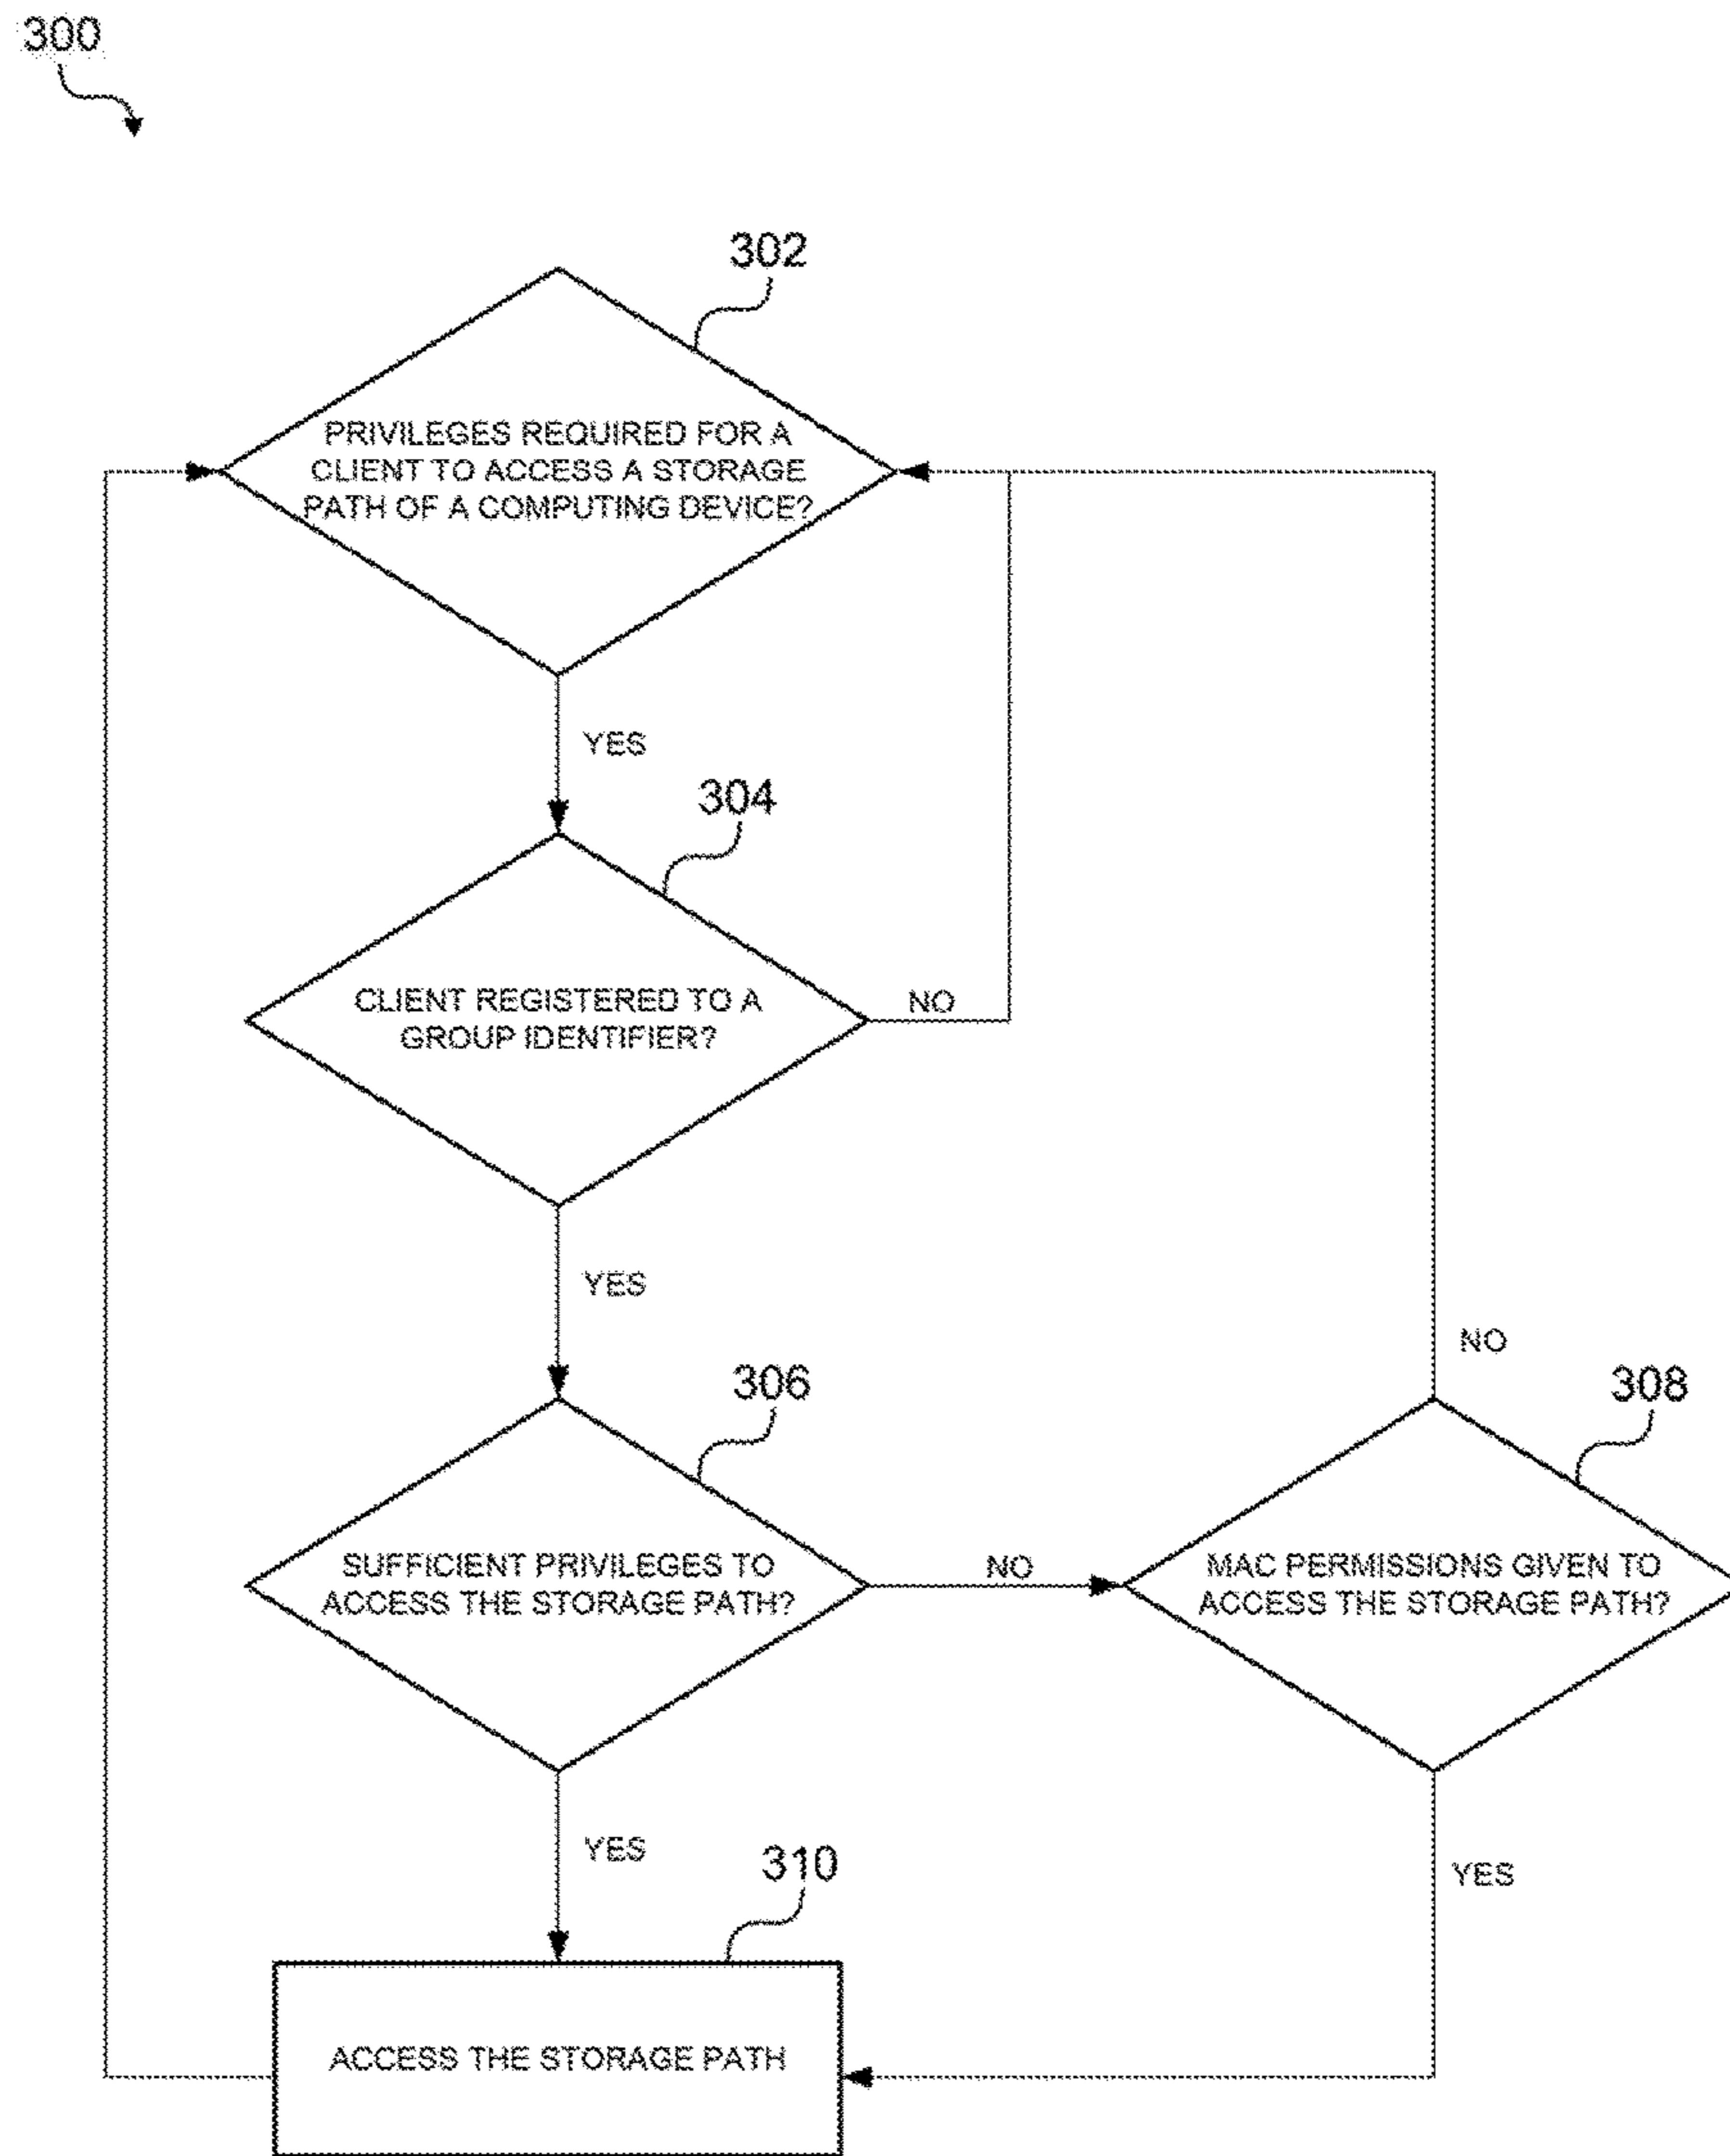 300
302
PRIVILEGES REQUIRED FOR A
CLIENT TO ACCESS A STORAGE
PATH OF A COMPUTING DEVICE?
YES
304
CLIENT REGISTERED TO A
GROUP IDENTIFIER?
NO
YES
306
SUFFICIENT PRIVILEGES TO
ACCESS THE STORAGE PATH?
NO
NO
308
MAC PERMISSIONS GIVEN TO
ACCESS THE STORAGE PATH?
YES
YES
310
ACCESS THE STORAGE PATH